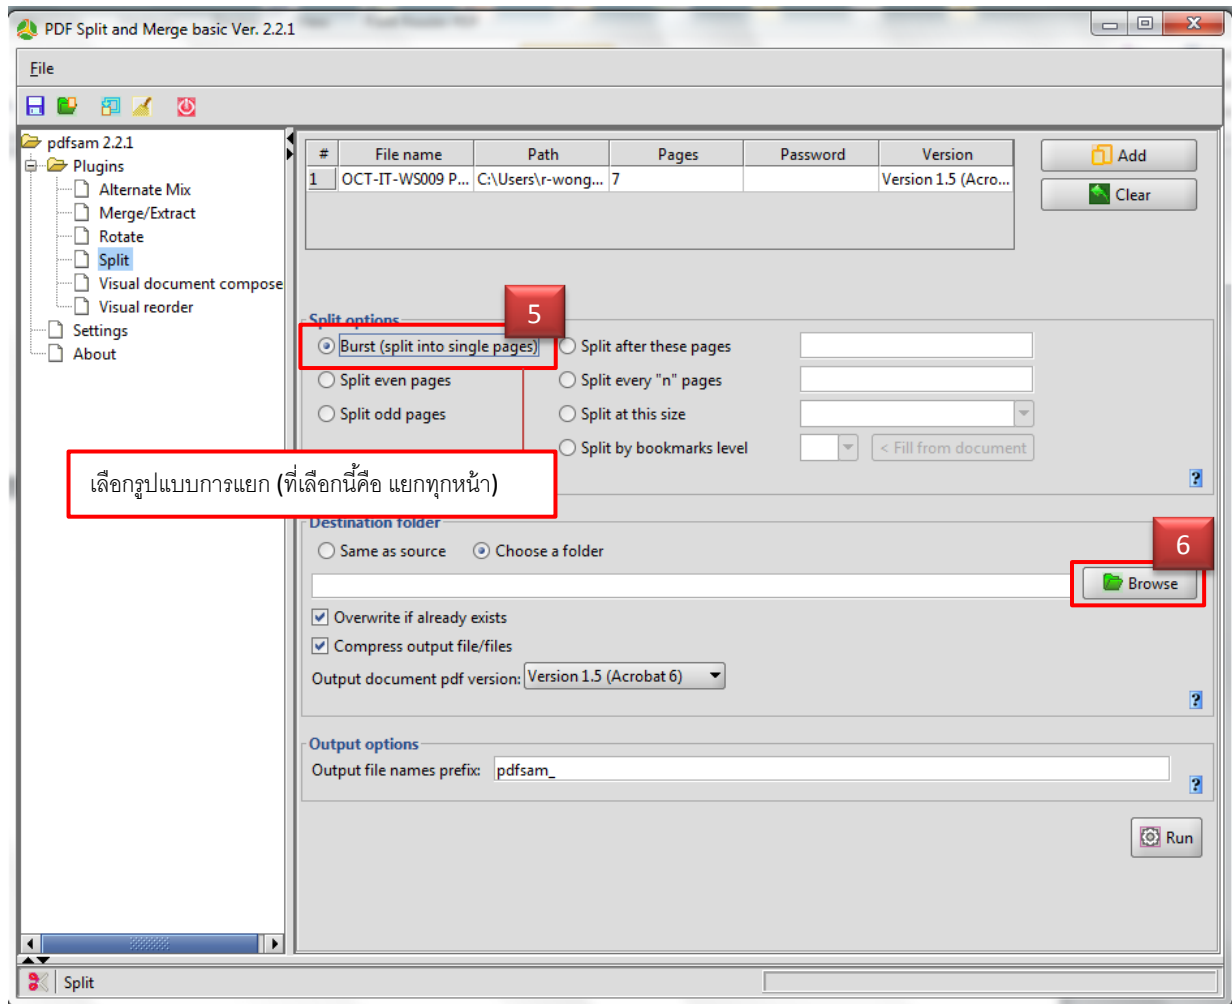 PDF Split and Merge basic Ver. 2.2.1
File
pdfsam 2.2.1
Plugins
Alternate Mix
Merge/Extract
Rotate
Split
Visual document compose
Visual reorder
Settings
About
# File name Path Pages Password Version
1 OCT-IT-WS009 P... C:\Users\r-wong... 7 Version 1.5 (Acro...
Add
Clear
5
Split options
Burst (split into single pages) Split after these pages
Split even pages Split every "n" pages
Split odd pages Split at this size
Split by bookmarks level < Fill from document
เลือกรูปแบบการแยก (ที่เลือกนี้คือ แยกทุกหน้า)
?
Destination folder
6
Same as source Choose a folder
Browse
Overwrite if already exists
Compress output file/files
Output document pdf version: Version 1.5 (Acrobat 6)
?
Output options
Output file names prefix: pdfsam_
?
Run
Split